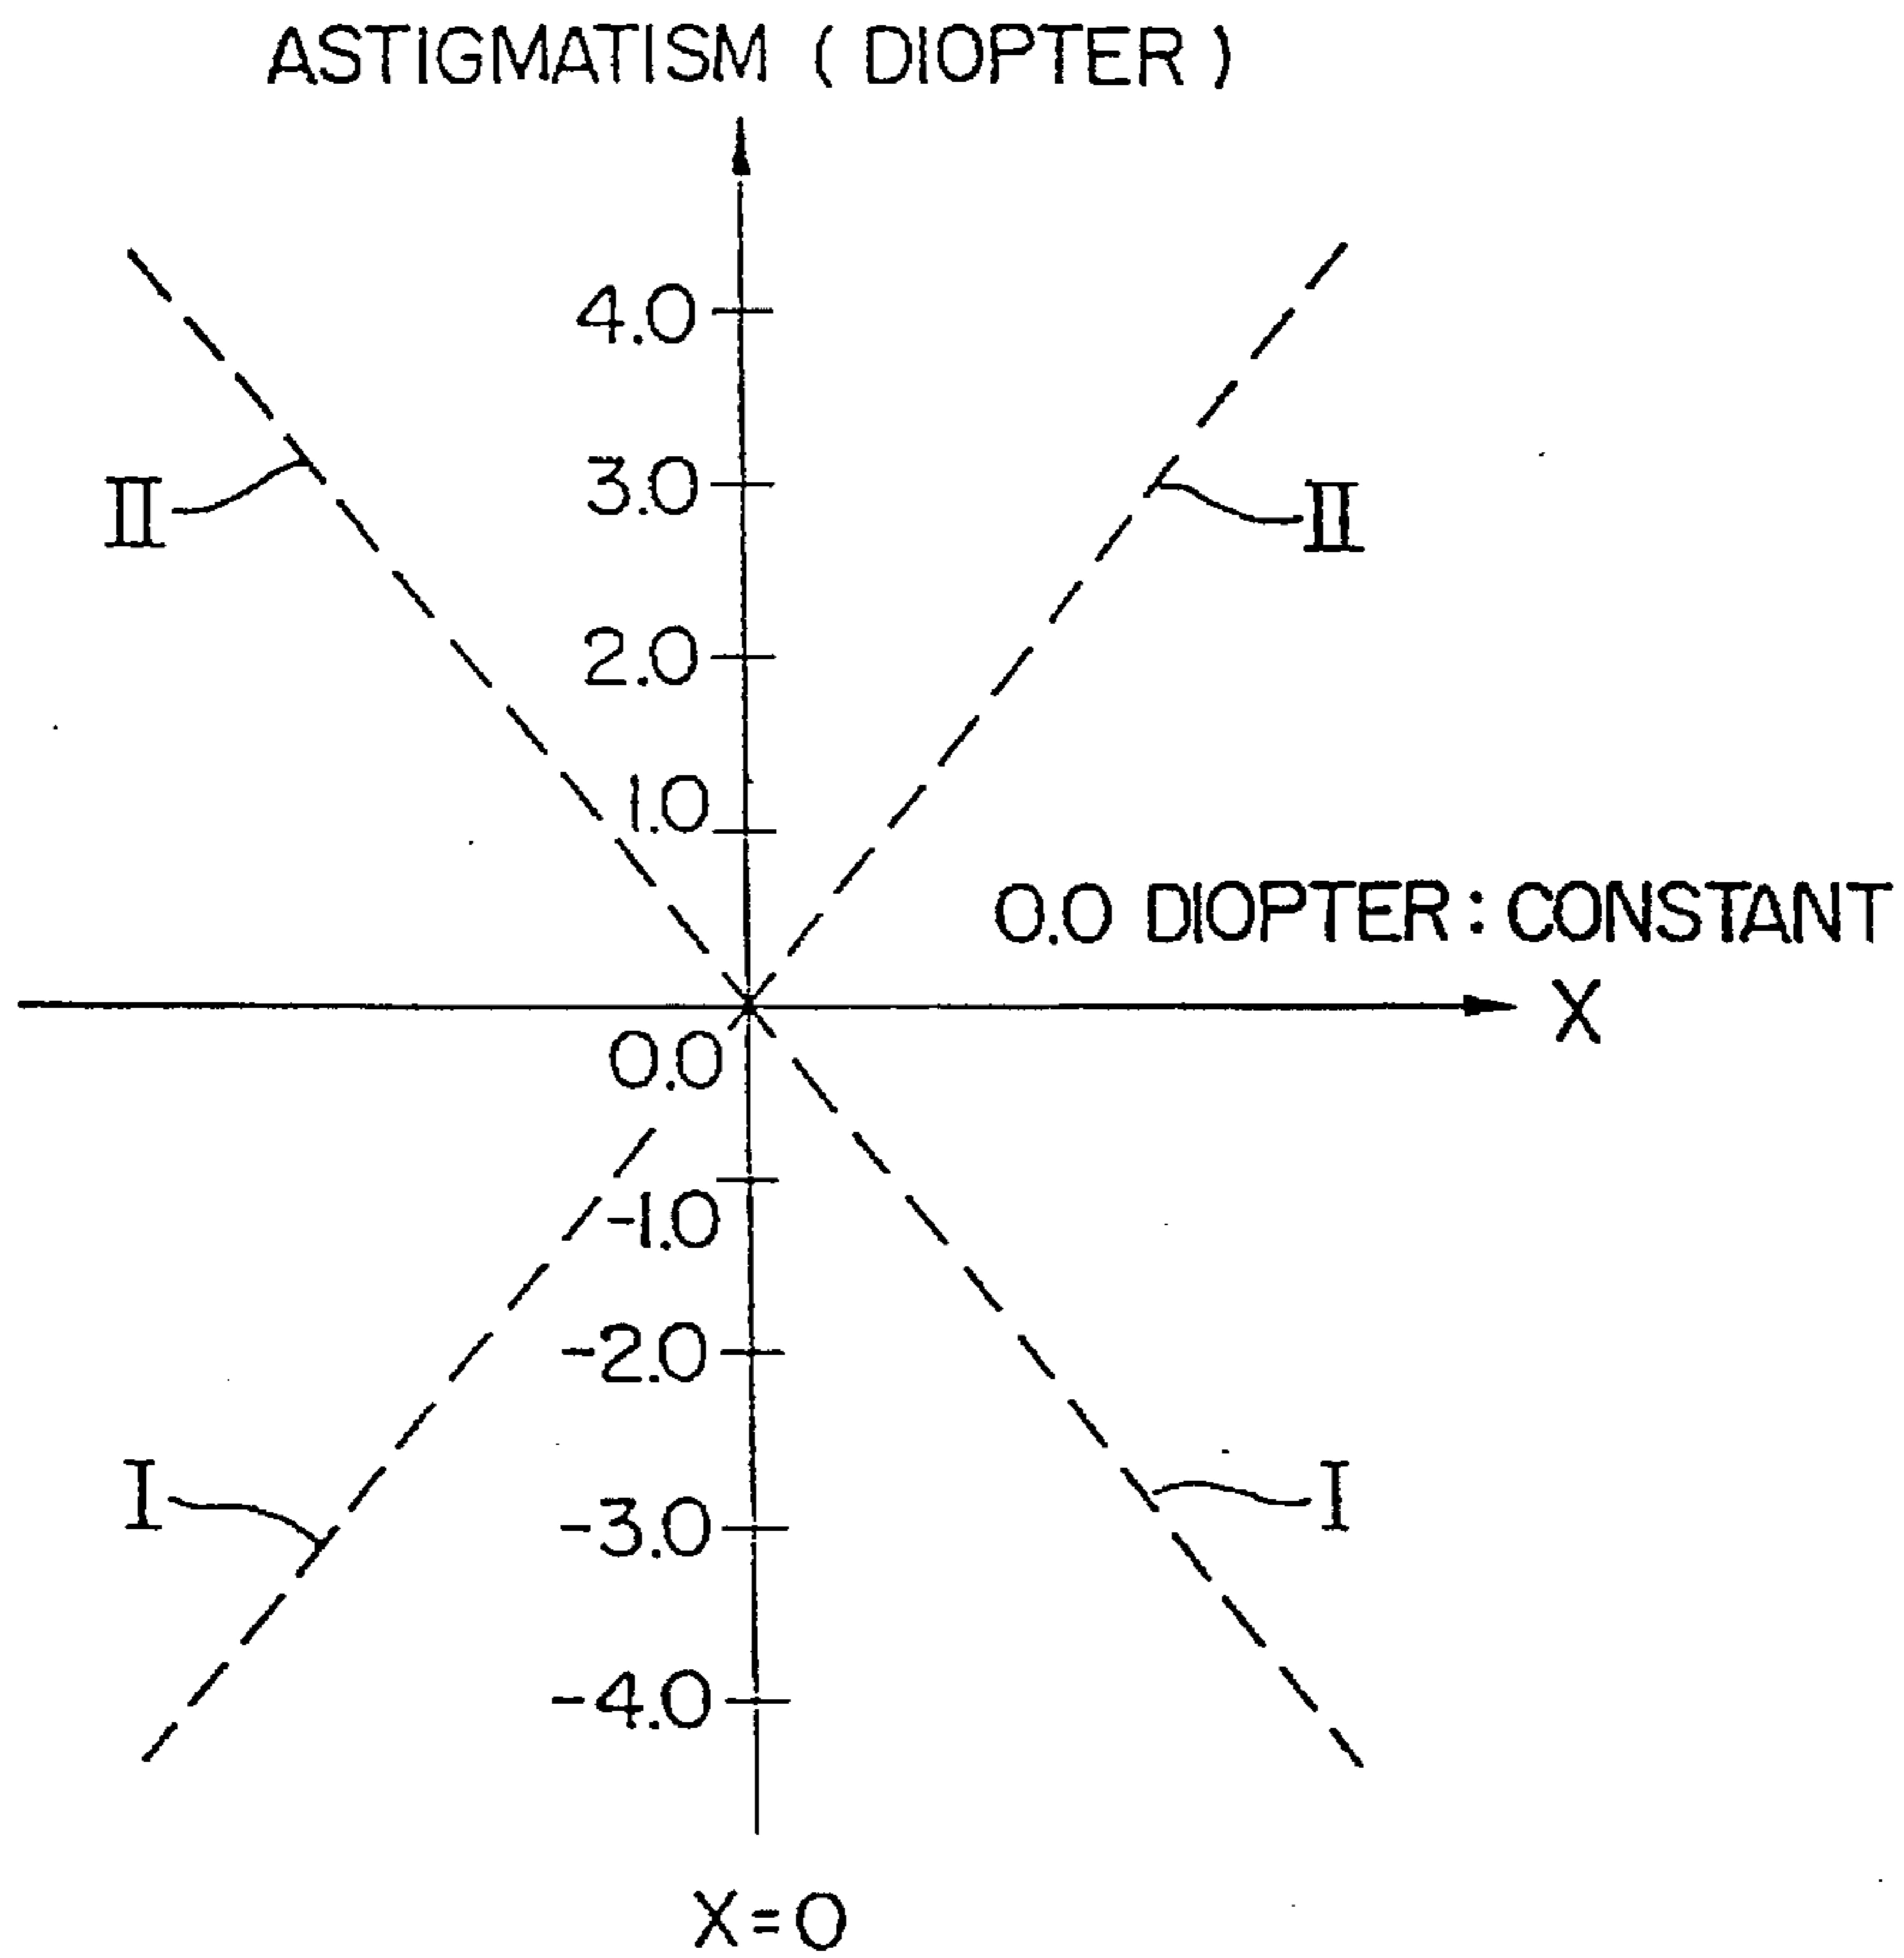 ASTIGMATISM (DIOPTER)
4.0
3.0
II
II
2.0
1.0
0.0 DIOPTER: CONSTANT
X
0.0
-1.0
-2.0
I
I
-3.0
-4.0
X=0